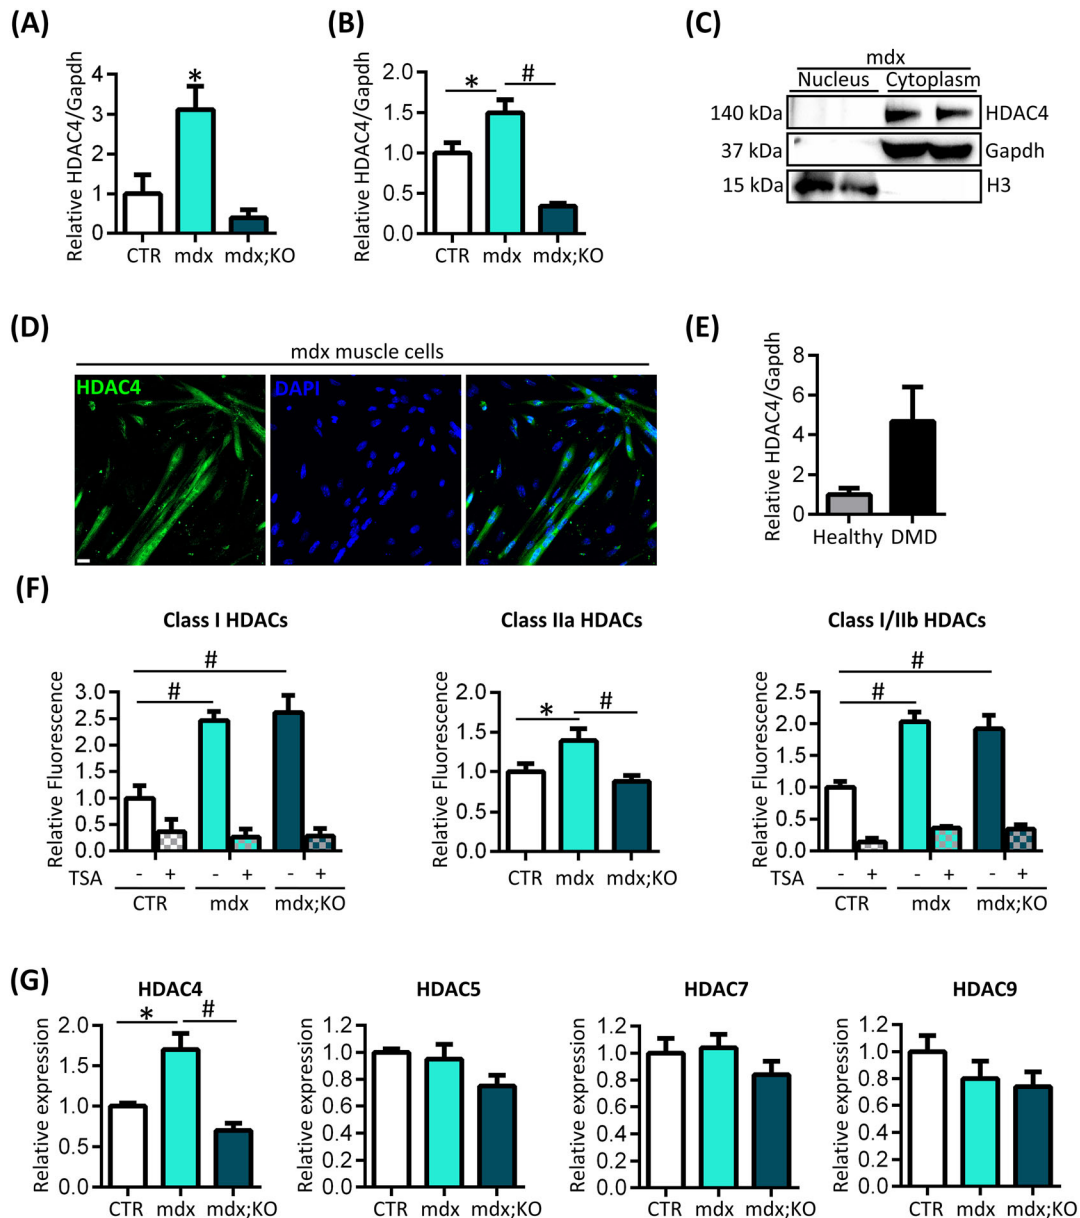 (A)
Relative HDAC4/Gapdh
4
3
2
1
0
*
CTR mdx mdx;KO
(B)
Relative HDAC4/Gapdh
2.0
1.5
1.0
0.5
0.0
* #
CTR mdx mdx;KO
(C)
mdx
Nucleus Cytoplasm
140 kDa HDAC4
37 kDa Gapdh
15 kDa H3
(D)
mdx muscle cells
HDAC4 DAPI
(E)
Relative HDAC4/Gapdh
8
6
4
2
0
Healthy DMD
(F)
Class I HDACs
Relative Fluorescence
#
#
3.0
2.5
2.0
1.5
1.0
0.5
0.0
TSA - + - + - +
CTR mdx mdx;KO
Class IIa HDACs
Relative Fluorescence
* #
2.0
1.5
1.0
0.5
0.0
CTR mdx mdx;KO
Class I/IIb HDACs
Relative Fluorescence
#
#
2.5
2.0
1.5
1.0
0.5
0.0
TSA - + - + - +
CTR mdx mdx;KO
(G)
HDAC4
Relative expression
* #
2.0
1.5
1.0
0.5
0.0
CTR mdx mdx;KO
HDAC5
Relative expression
1.2
1.0
0.8
0.6
0.4
0.2
0.0
CTR mdx mdx;KO
HDAC7
Relative expression
1.2
1.0
0.8
0.6
0.4
0.2
0.0
CTR mdx mdx;KO
HDAC9
Relative expression
1.2
1.0
0.8
0.6
0.4
0.2
0.0
CTR mdx mdx;KO